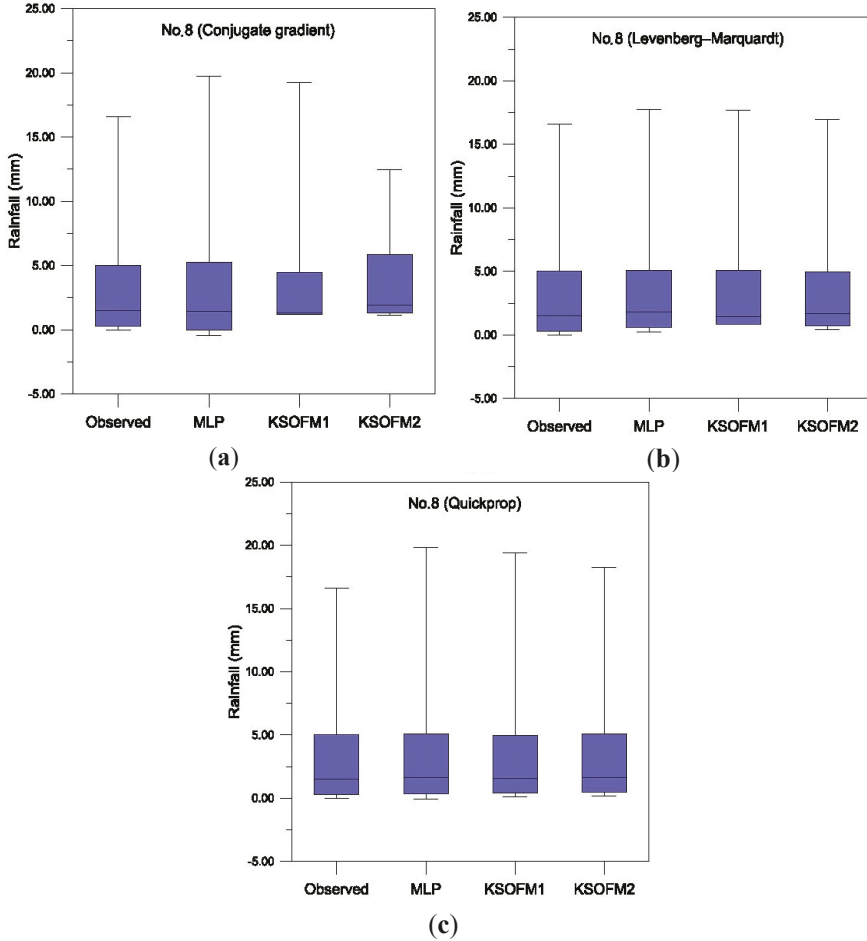 No.8 (Conjugate gradient)
Rainfall (mm)
25.00
20.00
15.00
10.00
5.00
0.00
-5.00
Observed MLP KSOFM1 KSOFM2
(a)
No.8 (Levenberg–Marquardt)
Rainfall (mm)
25.00
20.00
15.00
10.00
5.00
0.00
-5.00
Observed MLP KSOFM1 KSOFM2
(b)
No.8 (Quickprop)
Rainfall (mm)
25.00
20.00
15.00
10.00
5.00
0.00
-5.00
Observed MLP KSOFM1 KSOFM2
(c)